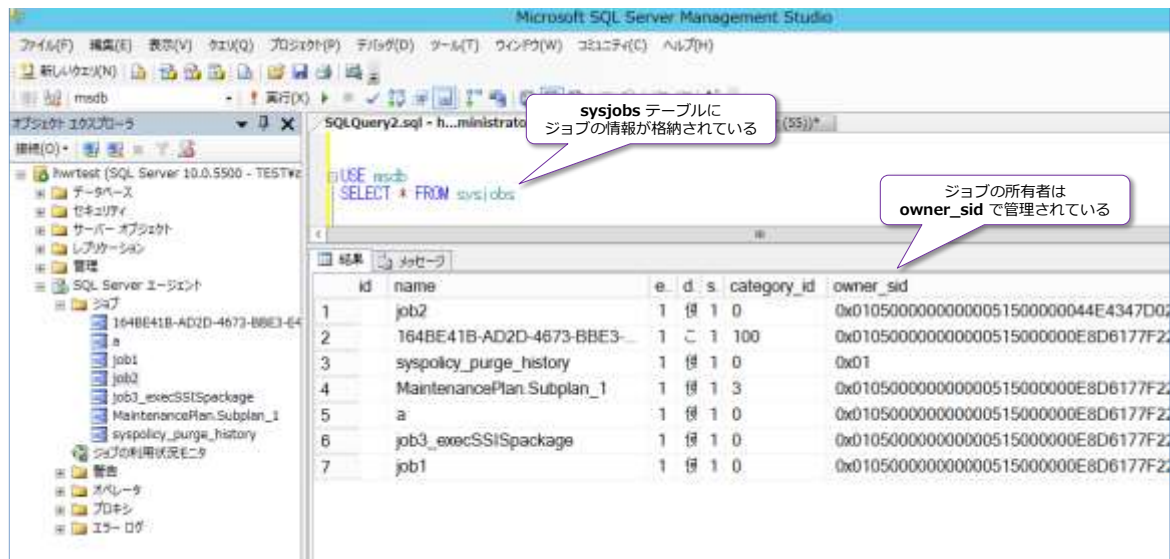 Microsoft SQL Server Management Studio
ファイル(F) 編集(E) 表示(V) クエリ(Q) プロジェクト(P) デバッグ(D) ツール(T) ウィンドウ(W) コミュニティ(C) ヘルプ(H)
新しいクエリ(N)
msdb 実行(X)
オブジェクト エクスプローラ
接続(O)
hwrtest (SQL Server 10.0.5500 - TEST¥
データベース
セキュリティ
サーバー オブジェクト
レプリケーション
管理
SQL Server エージェント
ジョブ
164BE41B-AD2D-4673-BBE3-E4
a
job1
job2
job3_execSSISpackage
MaintenancePlan.Subplan_1
syspolicy_purge_history
ジョブの利用状況モニタ
警告
オペレータ
プロキシ
エラー ログ
SQLQuery2.sql - h...ministrato (55))*
sysjobs テーブルに
ジョブの情報が格納されている
USE msdb
SELECT * FROM sysjobs
ジョブの所有者は
owner_sid で管理されている
結果 メッセージ
id name e. d. s. category_id owner_sid
1 job2 1 1 0 0x01050000000000051500000044E4347D02
2 164BE41B-AD2D-4673-BBE3-... 1 こ 1 100 0x010500000000000515000000E8D6177F22
3 syspolicy_purge_history 1 1 0 0x01
4 MaintenancePlan.Subplan_1 1 1 3 0x010500000000000515000000E8D6177F22
5 a 1 1 0 0x010500000000000515000000E8D6177F22
6 job3_execSSISpackage 1 1 0 0x010500000000000515000000E8D6177F22
7 job1 1 1 0 0x010500000000000515000000E8D6177F22